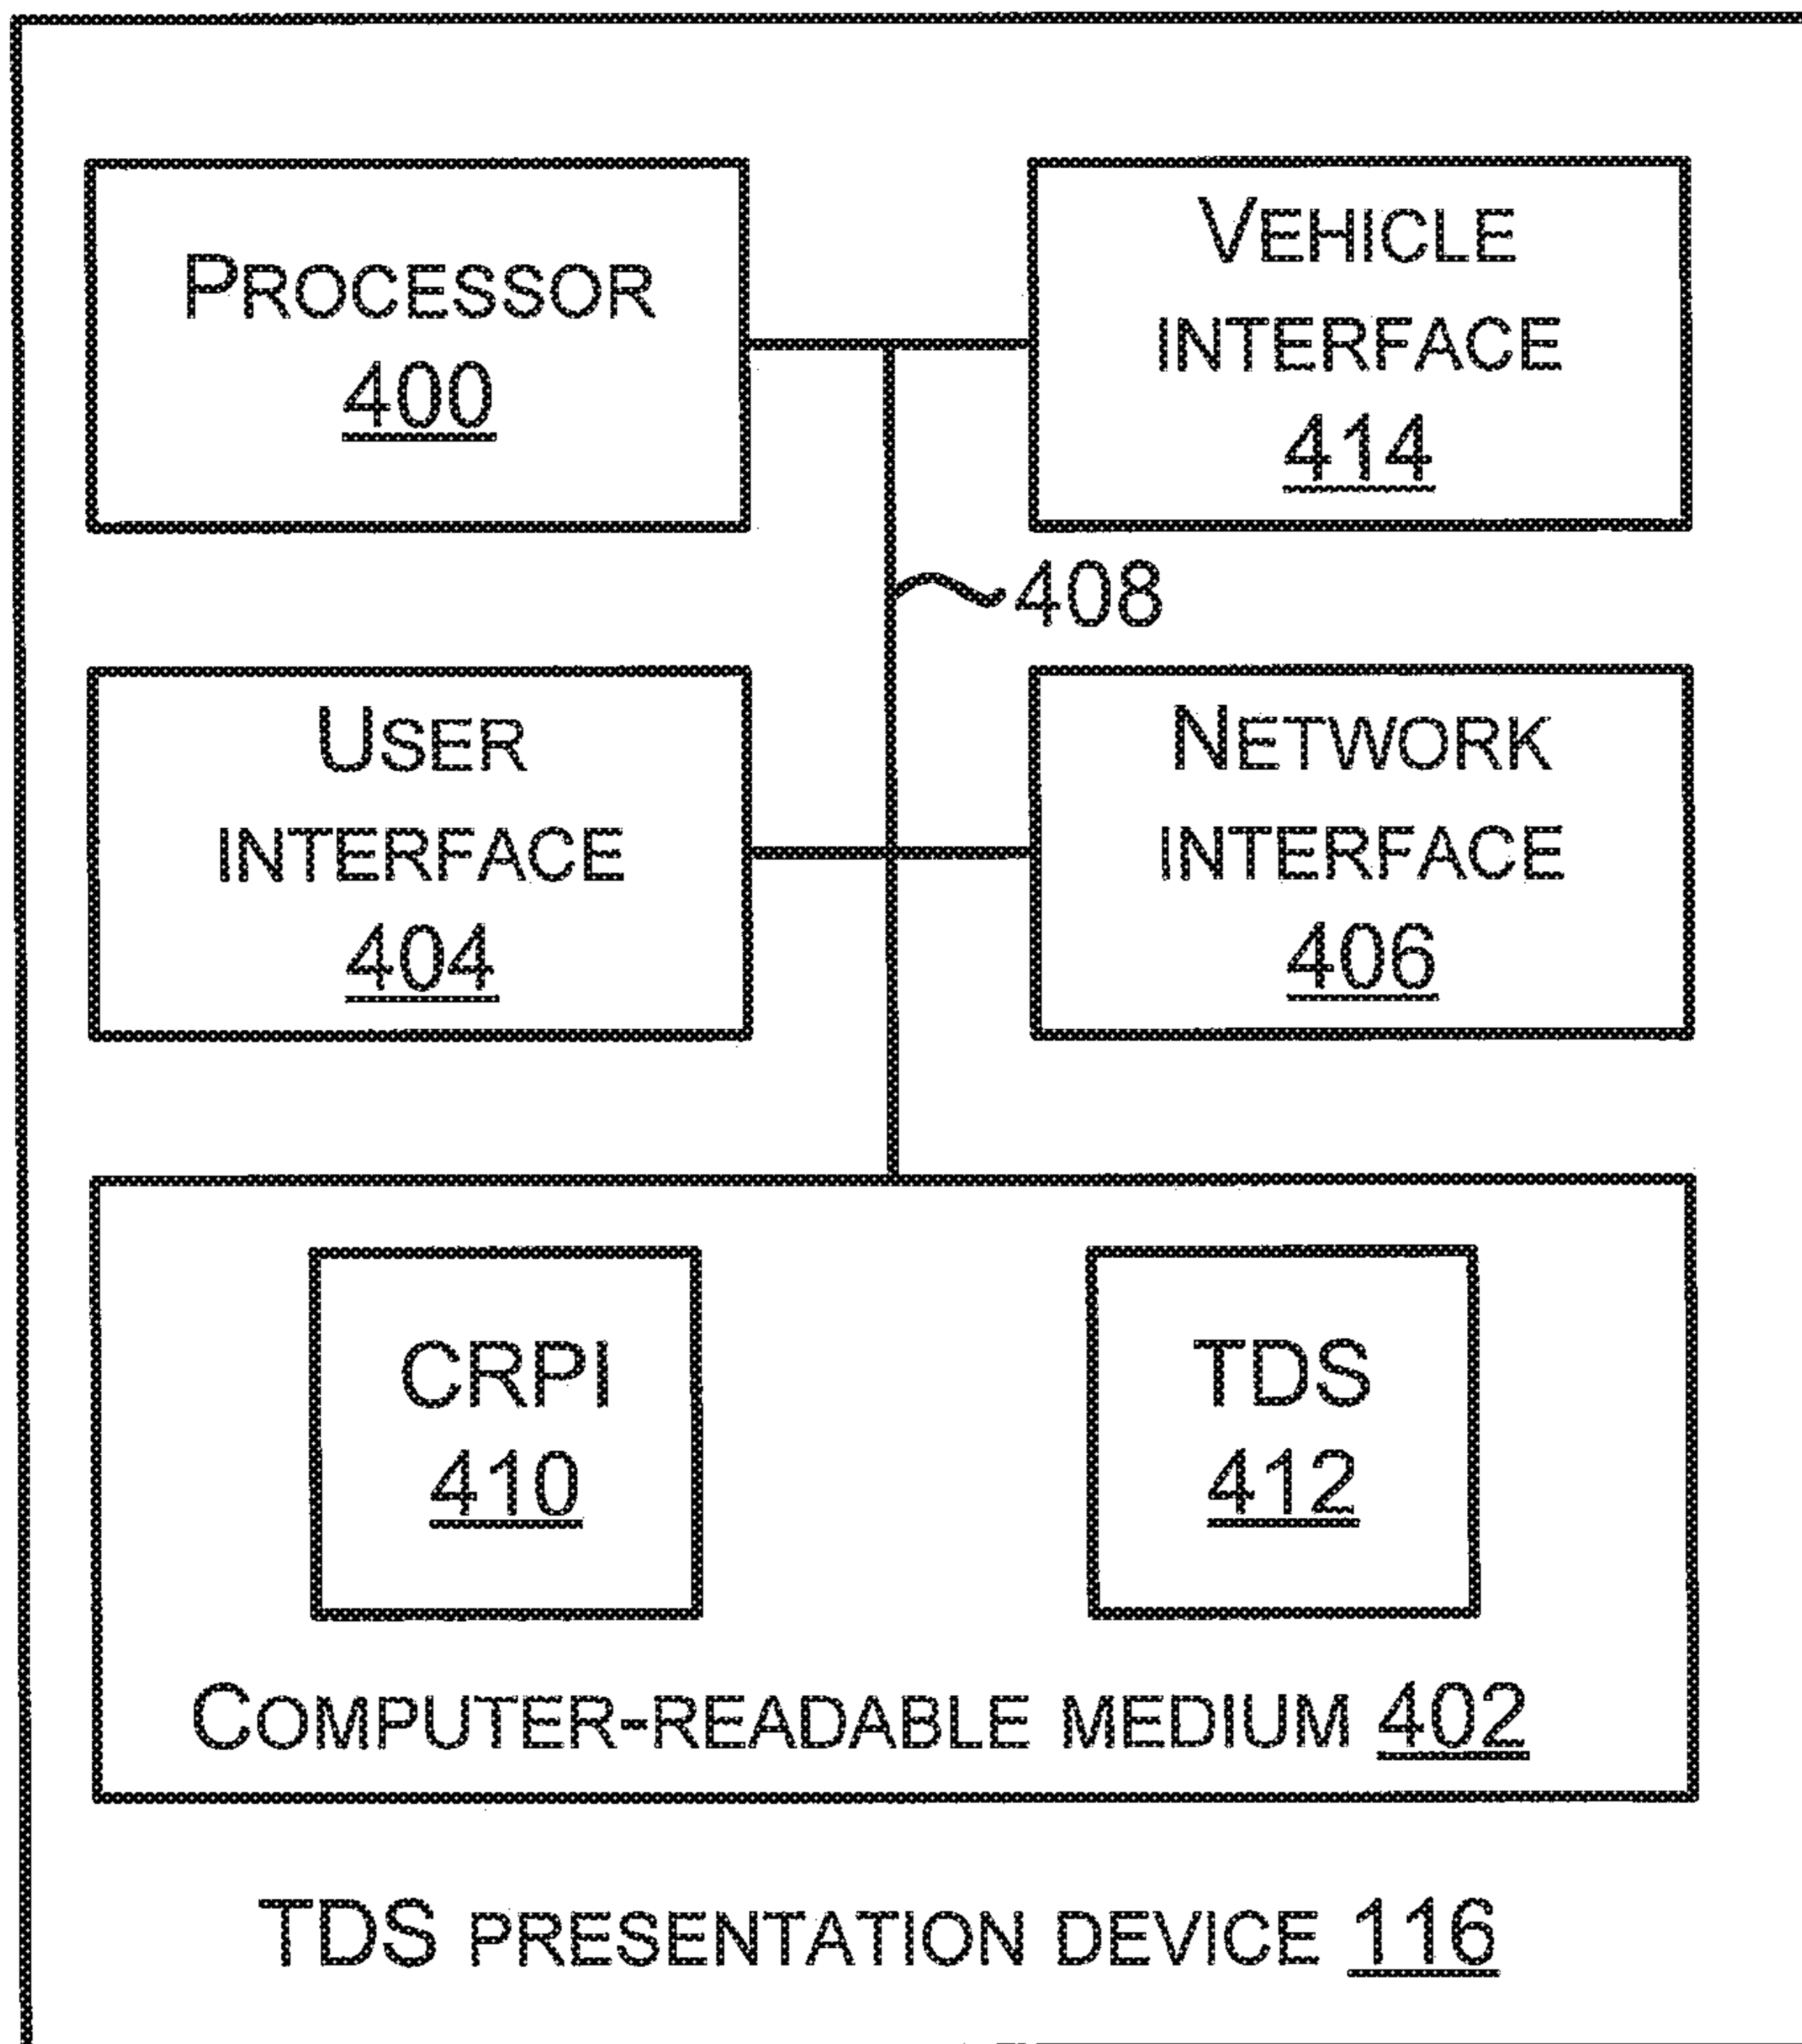 PROCESSOR
400
VEHICLE
INTERFACE
414
408
USER
INTERFACE
404
NETWORK
INTERFACE
406
CRPI
410
TDS
412
COMPUTER-READABLE MEDIUM 402
TDS PRESENTATION DEVICE 116